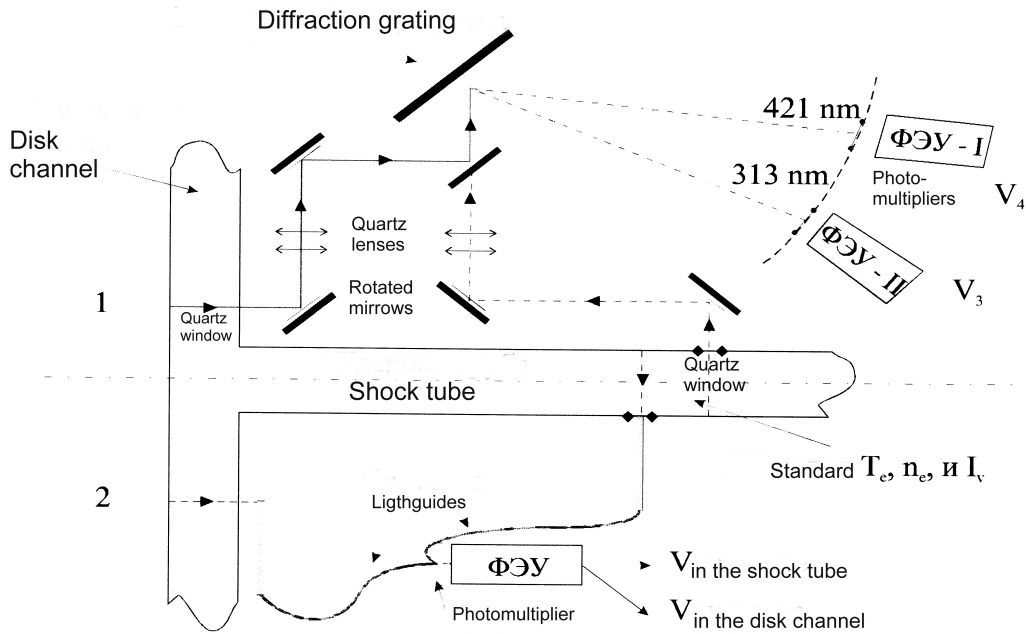 Diffraction grating
421 nm
ФЭУ - I
Disk
channel
313 nm
Photo-
multipliers
V₄
Quartz
lenses
ФЭУ - II
1
Rotated
mirrows
V₃
Quartz
window
Quartz
window
Shock tube
Standard Tₑ, nₑ, и Iᵥ
2
Ligthguides
ФЭУ
V in the shock tube
Photomultiplier
V in the disk channel